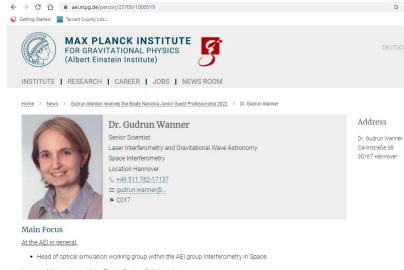 aei.mpg.de/person/23709/1000519
Getting Started Tarrant County Libr...
MAX PLANCK INSTITUTE
FOR GRAVITATIONAL PHYSICS
(Albert Einstein Institute)
DEUTSCH
INSTITUTE | RESEARCH | CAREER | JOBS | NEWS ROOM
Home > News > Gudrun Wanner receives the Beate Naroska Junior Guest Professorship 2022 > Dr. Gudrun Wanner
Dr. Gudrun Wanner
Senior Scientist
Laser Interferometry and Gravitational Wave Astronomy
Space Interferometry
Location Hannover
+49 511 762-17137
gudrun.wanner@...
C017
Address
Dr. Gudrun Wanner
Callinstraße 38
30167 Hannover
Main Focus
At the AEI in general:
Head of optical simulation working group within the AEI group Interferometry in Space